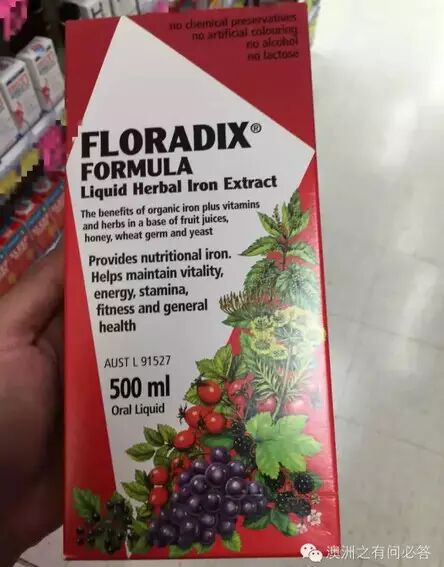 no chemical preservatives
no artificial colouring
no alcohol
no lactose
FLORADIX®
FORMULA
Liquid Herbal Iron Extract
The benefits of organic iron plus vitamins
and herbs in a base of fruit juices,
honey, wheat germ and yeast
Provides nutritional iron.
Helps maintain vitality,
energy, stamina,
fitness and general
health
AUST L 91527
500 ml
Oral Liquid
澳洲之有问必答